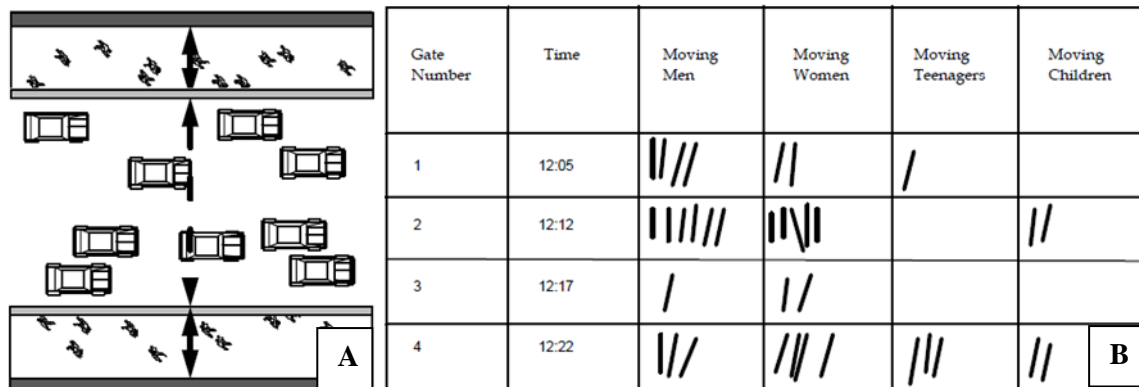 Gate Number
Time
Moving Men
Moving Women
Moving Teenagers
Moving Children
1
12:05
2
12:12
3
12:17
4
12:22
A
B